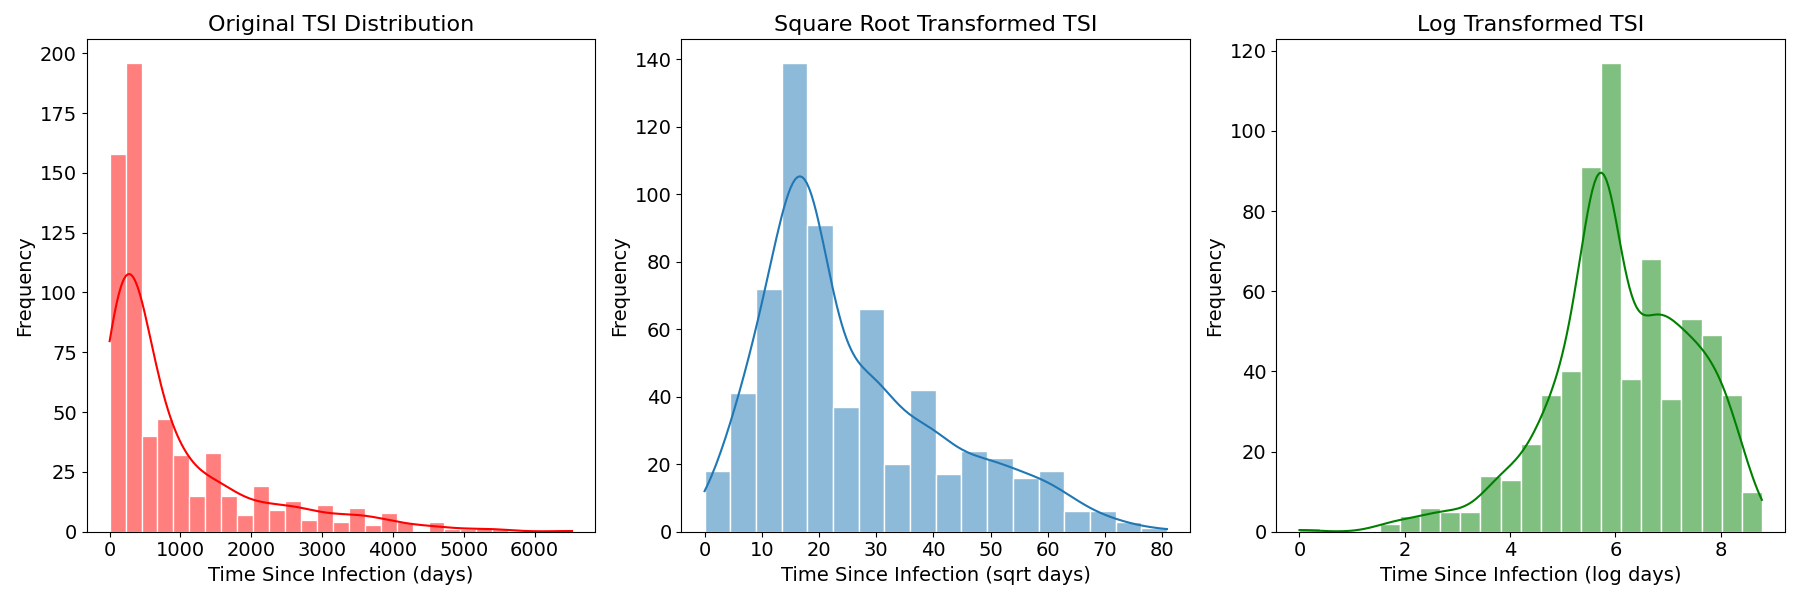 Original TSI Distribution
200
175
150
125
100
75
50
25
0
Frequency
0 1000 2000 3000 4000 5000 6000
Time Since Infection (days)
Square Root Transformed TSI
140
120
100
80
60
40
20
0
Frequency
0 10 20 30 40 50 60 70 80
Time Since Infection (sqrt days)
Log Transformed TSI
120
100
80
60
40
20
0
Frequency
0 2 4 6 8
Time Since Infection (log days)